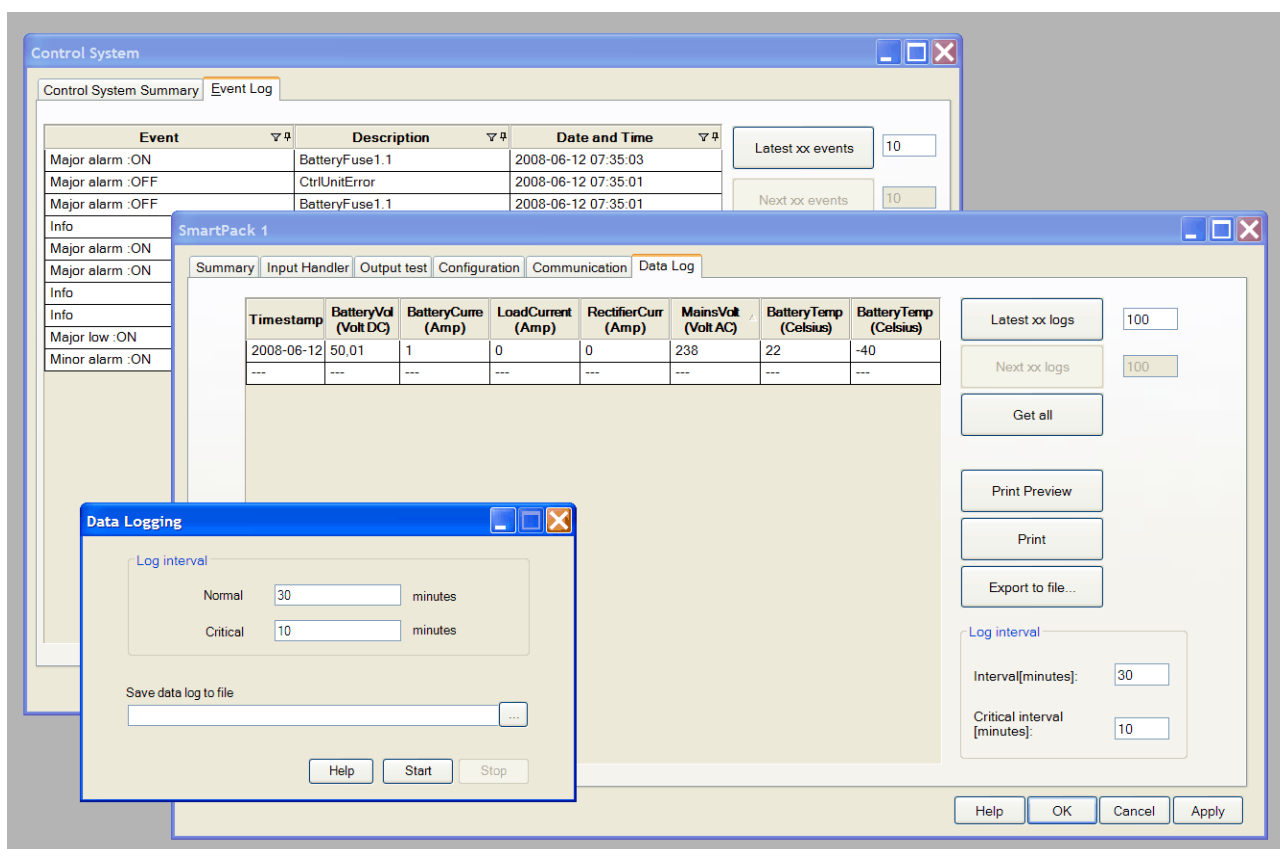 Control System
Control System Summary Event Log
Event Description Date and Time
Major alarm :ON BatteryFuse1.1 2008-06-12 07:35:03
Major alarm :OFF CtrlUnitError 2008-06-12 07:35:01
Major alarm :OFF BatteryFuse1.1 2008-06-12 07:35:01
Info
Major alarm :ON
Major alarm :ON
Info
Info
Major low :ON
Minor alarm :ON
Latest xx events 10
Next xx events 10
SmartPack 1
Summary Input Handler Output test Configuration Communication Data Log
Timestamp BatteryVol BatteryCurre LoadCurrent RectifierCurr MainsVolt BatteryTemp BatteryTemp
(Volt DC) (Amp) (Amp) (Amp) (Volt AC) (Celsius) (Celsius)
2008-06-12 50,01 1 0 0 238 22 -40
--- --- --- --- --- --- --- ---
Latest xx logs 100
Next xx logs 100
Get all
Print Preview
Print
Export to file...
Log interval
Interval[minutes]: 30
Critical interval
[minutes]: 10
Help OK Cancel Apply
Data Logging
Log interval
Normal 30 minutes
Critical 10 minutes
Save data log to file
...
Help Start Stop